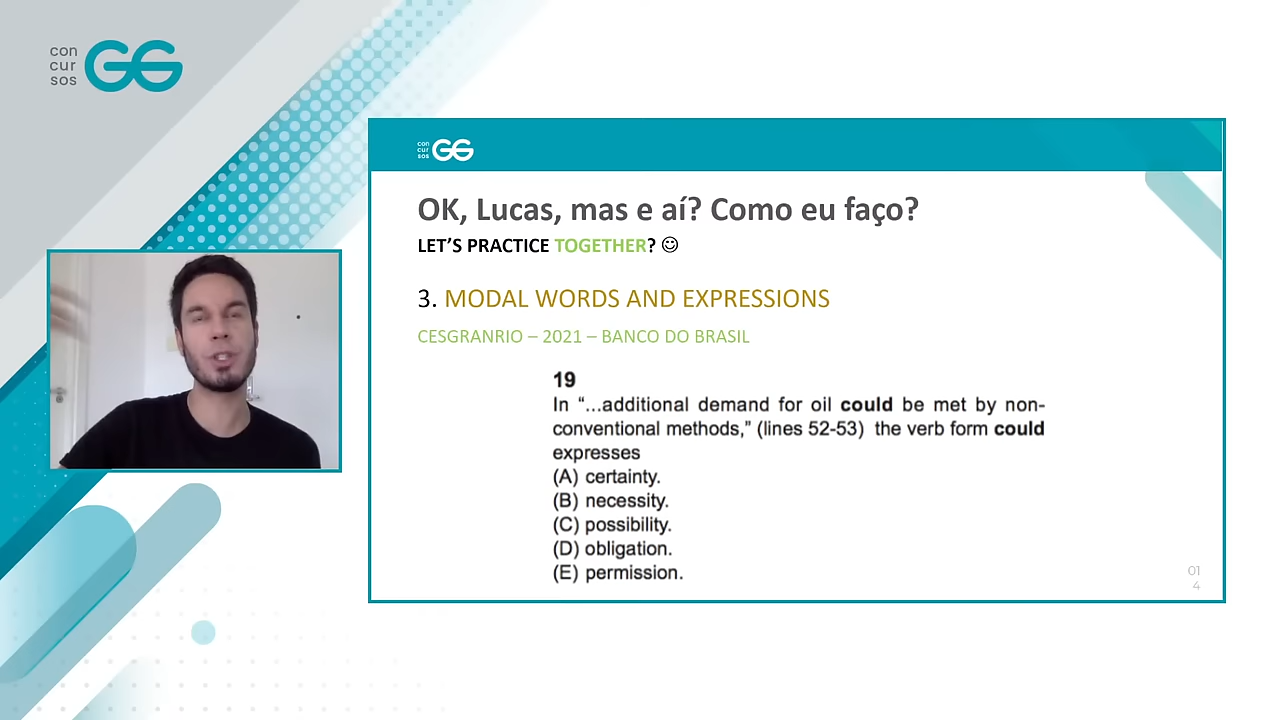 con
cur
sos
GG
con
cur
sos
GG
OK, Lucas, mas e aí? Como eu faço?
LET’S PRACTICE TOGETHER? ☺
3. MODAL WORDS AND EXPRESSIONS
CESGRANRIO – 2021 – BANCO DO BRASIL
19
In “...additional demand for oil could be met by non-
conventional methods,” (lines 52-53) the verb form could
expresses
(A) certainty.
(B) necessity.
(C) possibility.
(D) obligation.
(E) permission.
01
4